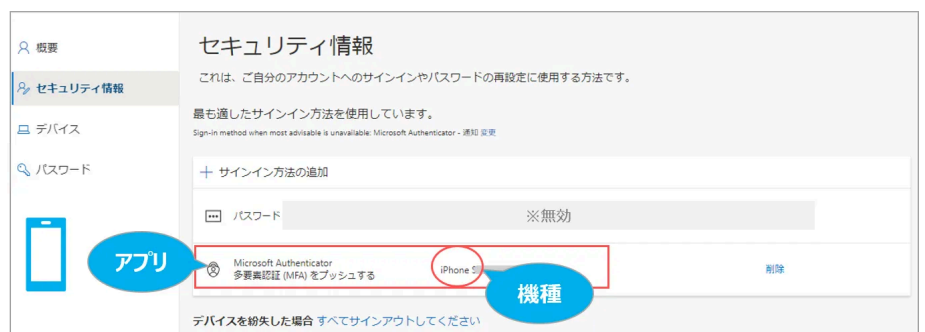 概要
セキュリティ情報
デバイス
パスワード
セキュリティ情報
これは、ご自分のアカウントへのサインインやパスワードの再設定に使用する方法です。
最も適したサインイン方法を使用しています。
Sign-in method when most advisable is unavailable: Microsoft Authenticator - 通知 変更
＋ サインイン方法の追加
パスワード
※無効
アプリ
Microsoft Authenticator
多要素認証 (MFA) をプッシュする
iPhone
削除
機種
デバイスを紛失した場合 すべてサインアウトしてください